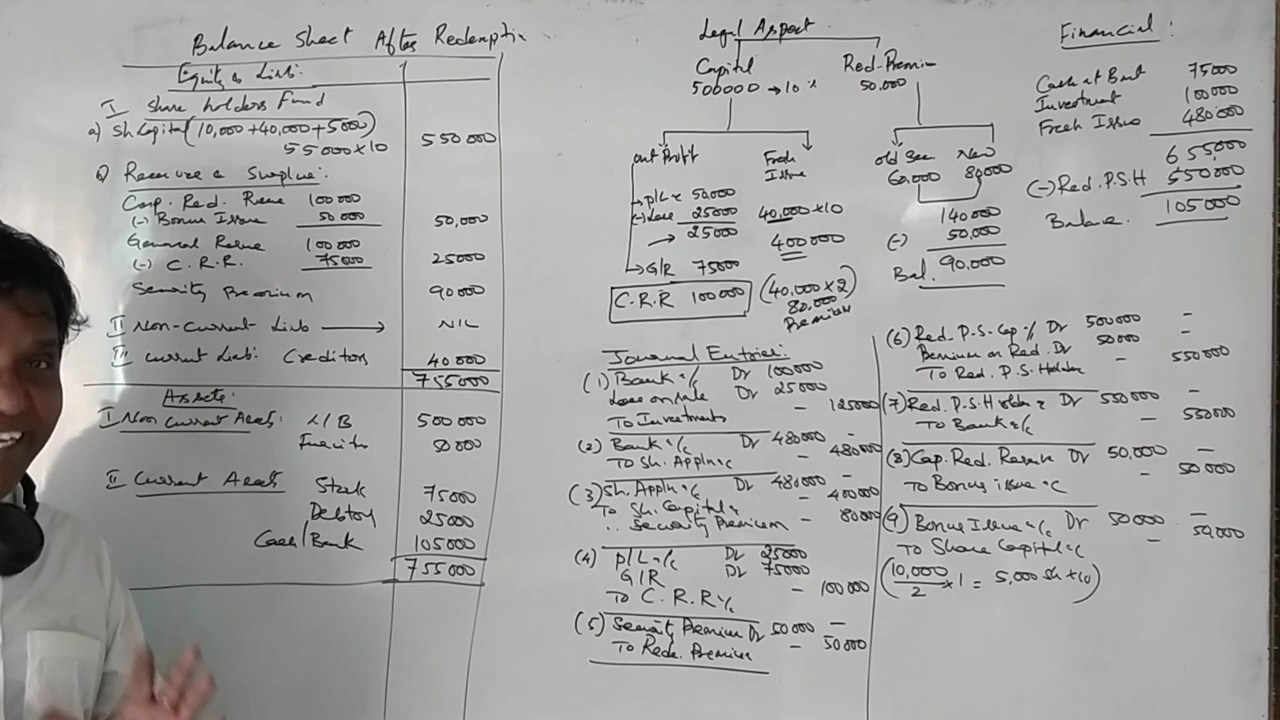 Balance Sheet After Redemption
Equity & Liab:
I Share holders Fund
a) Sh. Capital (10,000 + 40,000 + 5000)
55000 x 10 550000
b) Reserve & Surplus:
Cap. Red. Reserve 100000
(-) Bonus Issue 50000 50,000
General Reserve 100000
(-) C.R.R. 75000 25000
Security Premium 90000
II Non-Current Liab → NIL
III Current Liab: Creditors 40000
755000
Assets:
I Non Current Assets: L/B 500000
50000
II Current Assets Stock 75000
Debtors 25000
Cash/Bank 105000
755000
Legal Aspect
Capital Red. Premium
500000 → 10% 50,000
out Profit Fresh Issue
→ P/L 50,000
(-) Loss 25000
→ 25000
→ G/R 75000
C.R.R 100000
40,000 x 10
400000
(40,000 x 2)
80,000
Premium
old Sec New
60,000 80000
140000
(-) 50,000
Bal. 90,000
Financial:
Cash at Bank 75000
Investment 100000
Fresh Issue 480000
655000
(-) Red. P.S.H 550000
Balance. 105000
Journal Entries:
(1) Bank a/c Dr 100000
Loss on sale Dr 25000
To Investments - 125000
(2) Bank a/c Dr 480000 -
To Sh. Appln a/c - 480000
(3) Sh. Appln a/c Dr 480000 -
To Sh. Capital a/c - 400000
" Security Premium - 80000
(4) P/L a/c Dr 25000
G/R Dr 75000
To C.R.R a/c - 100000
(5) Security Premium Dr 50000 -
To Rede. Premium - 50000
(6) Red. P.S. Cap a/c Dr 500000 -
Premium on Red. Dr 50000 -
To Red. P.S. Holder - 550000
(7) Red. P.S. Holder Dr 550000 -
To Bank a/c - 550000
(8) Cap. Red. Reserve Dr 50,000 -
To Bonus issue a/c - 50000
(9) Bonus Issue a/c Dr 50000 -
To Share Capital a/c - 50,000
(10,000/2 x 1 = 5,000 sh x 10)